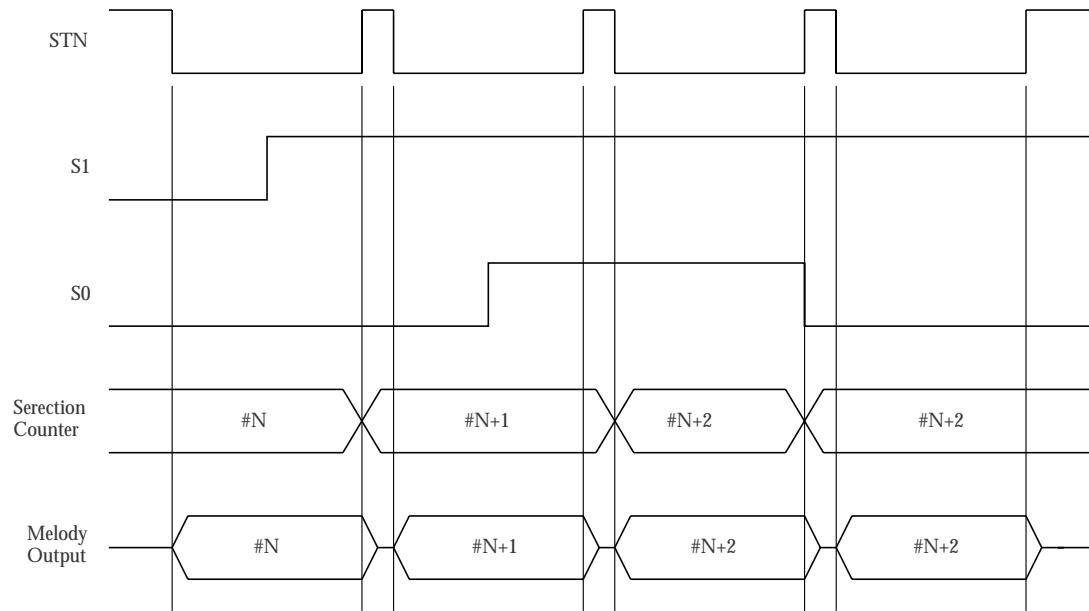 STN
S1
S0
Serection
Counter
#N
#N+1
#N+2
#N+2
Melody
Output
#N
#N+1
#N+2
#N+2